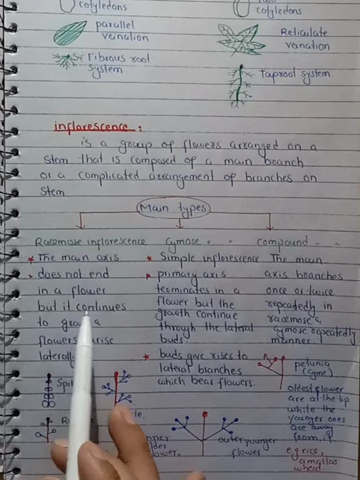 cotyledons
cotyledons
parallel
veination
Reticulate
veination
Fibrous root
system
Taproot system
inflorescence :
is a group of flowers arranged on a
stem that is composed of a main branch
or a complicated arrangement of branches on
stem
Main types
Racemose inflorescence
The main axis
does not end
in a flower
but it continues
to grow
flowers
laterally
Cymose " "
Simple inflorescence
primary axis
teminates in a
flower but the
growth continue
through the lateral
buds
buds give rises to
lateral branches
which bear flowers.
compound " "
The main
axis branches
once or twice
repeatedly in
racemose &
cymose repeatedly
manner
petunia
(cyme)
oldest flower
are at the tip
while the
younger ones
are away
from it
e.g rice,
wheat
outer younger
flower
flower